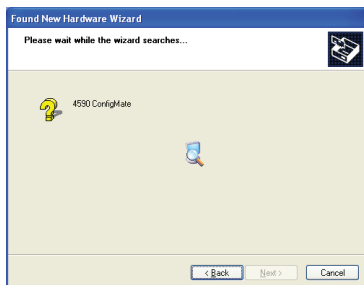 Found New Hardware Wizard
Please wait while the wizard searches...
4590 ConfigMate
< Back Next > Cancel